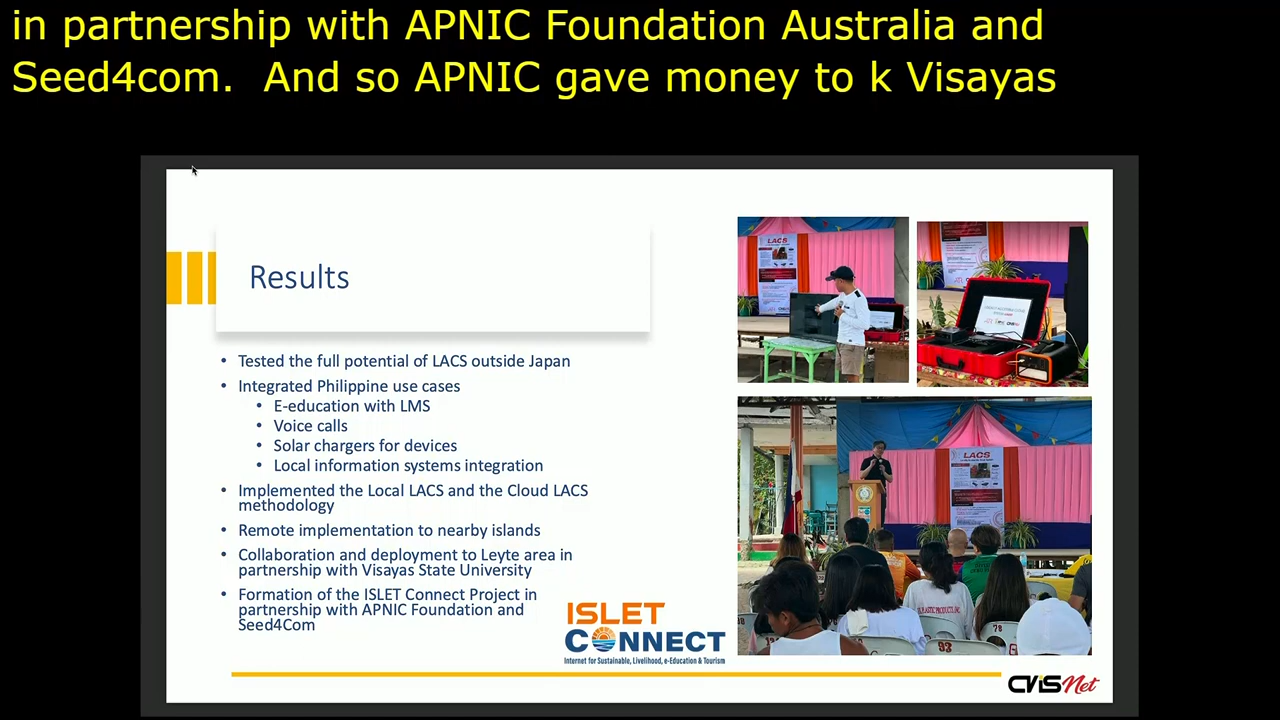 in partnership with APNIC Foundation Australia and
Seed4com.  And so APNIC gave money to k Visayas
Results
• Tested the full potential of LACS outside Japan
• Integrated Philippine use cases
• E-education with LMS
• Voice calls
• Solar chargers for devices
• Local information systems integration
• Implemented the Local LACS and the Cloud LACS
methodology
• Remote implementation to nearby islands
• Collaboration and deployment to Leyte area in
partnership with Visayas State University
• Formation of the ISLET Connect Project in
partnership with APNIC Foundation and
Seed4Com
ISLET
CONNECT
Internet for Sustainable, Livelihood, e-Education & Tourism
LACS
LACS
78
93
CViSNet